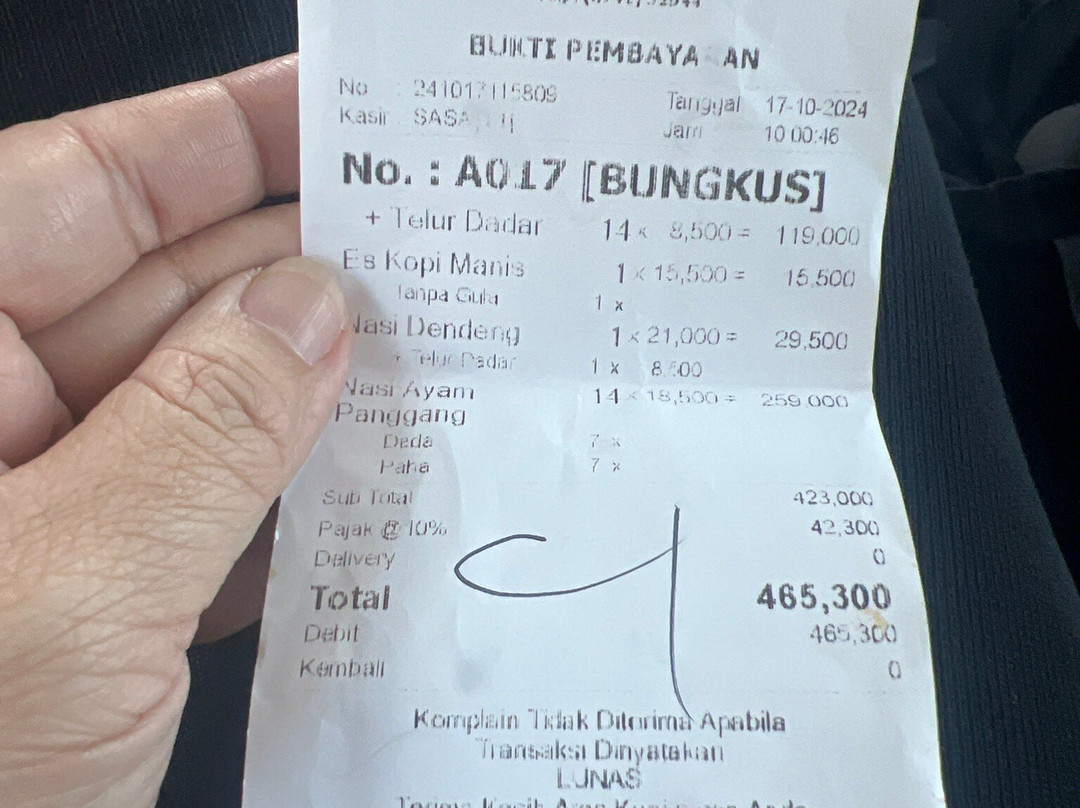 BUKTI PEMBAYA AN
No : 241017115809 Tanggal 17-10-2024
Kasir : SASA Jam 10:00:46
No. : A017 [BUNGKUS]
+ Telur Dadar 14 x 8,500 = 119,000
Es Kopi Manis 1 x 15,500 = 15,500
Tanpa Gula 1 x
Nasi Dendeng 1 x 21,000 = 29,500
+ Telur Dadar 1 x 8,500
Nasi Ayam 14 x 18,500 = 259,000
Panggang
Dada 7 x
Paha 7 x
Sub Total 423,000
Pajak @ 10% 42,300
Delivery 0
Total 465,300
Debit 465,300
Kembali 0
Komplain Tidak Diterima Apabila
Transaksi Dinyatakan
LUNAS